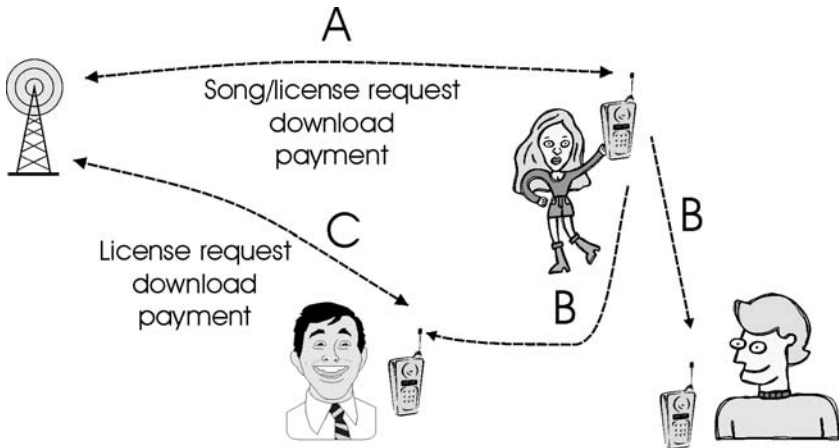 A
Song/license request
download
payment
B
C
License request
download
payment
B